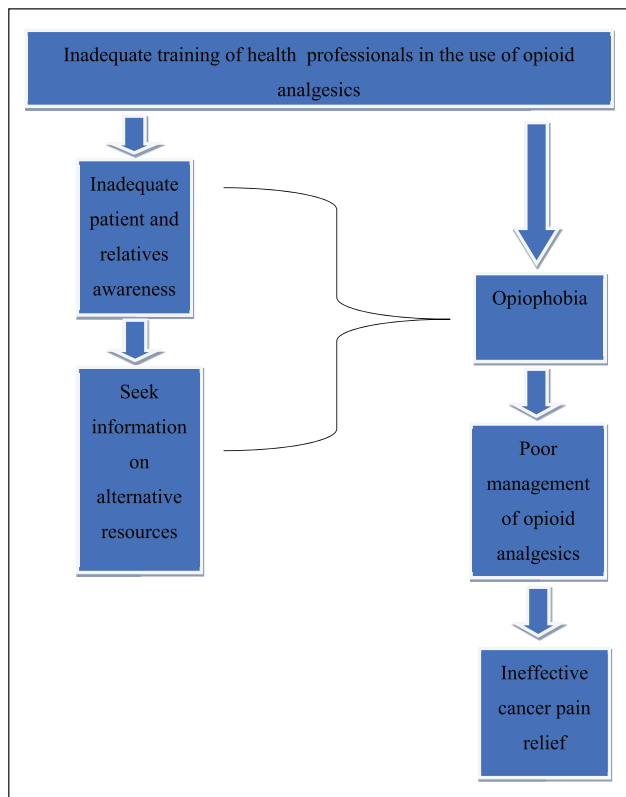 Inadequate training of health professionals in the use of opioid
analgesics
Inadequate
patient and
relatives
awareness
Seek
information
on
alternative
resources
Opiophobia
Poor
management
of opioid
analgesics
Ineffective
cancer pain
relief